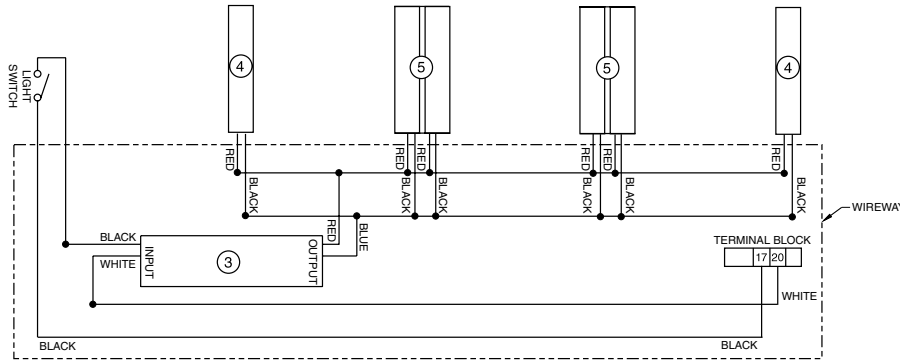 4
5
5
4
LIGHT
SWITCH
RED
BLACK
RED
BLACK
RED
BLACK
RED
BLACK
RED
BLACK
RED
BLACK
RED
BLUE
WIREWAY
BLACK
WHITE
INPUT
3
OUTPUT
TERMINAL BLOCK
17 20
WHITE
BLACK
BLACK